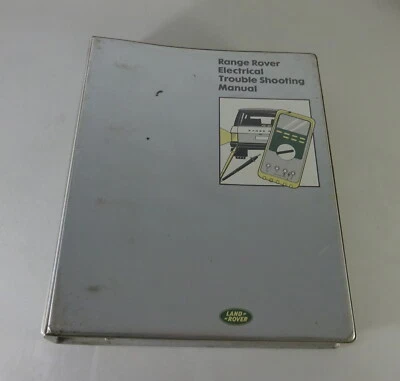 Range Rover
Electrical
Trouble Shooting
Manual
LAND
ROVER